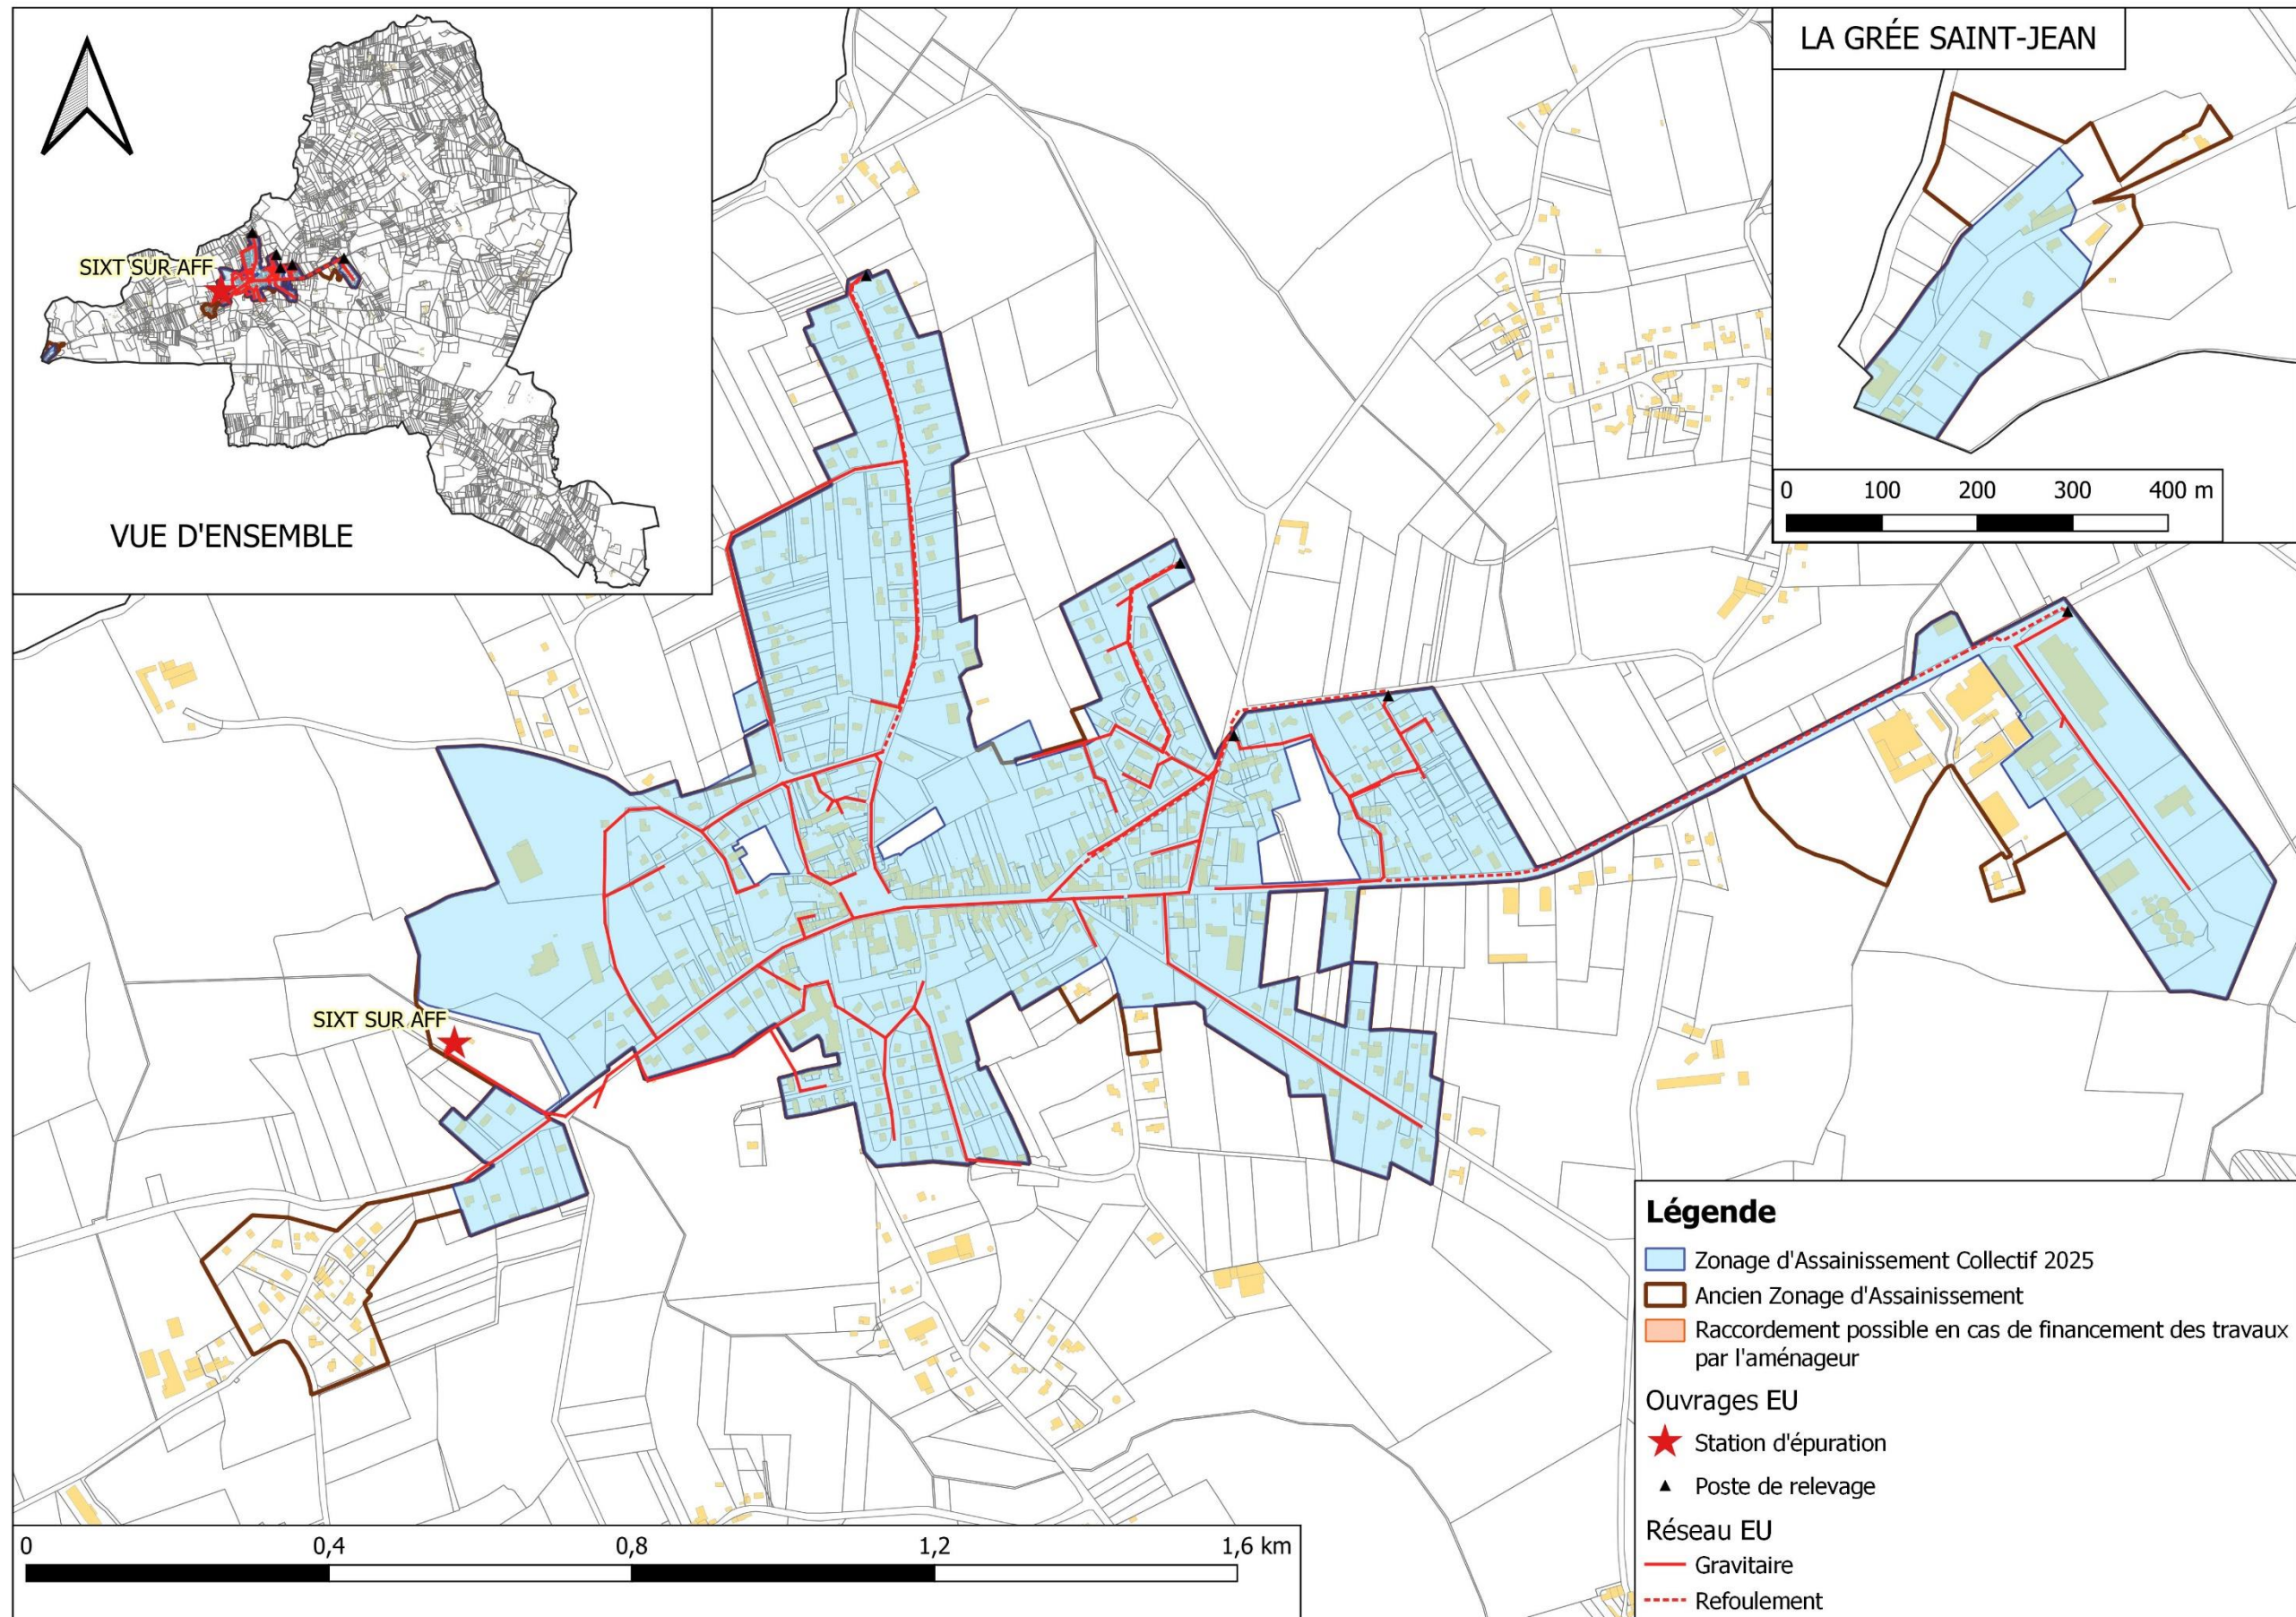 SIXT SUR AFF
VUE D'ENSEMBLE
LA GRÉE SAINT-JEAN
0 100 200 300 400 m
SIXT SUR AFF
Légende
Zonage d'Assainissement Collectif 2025
Ancien Zonage d'Assainissement
Raccordement possible en cas de financement des travaux
par l'aménageur
Ouvrages EU
Station d'épuration
Poste de relevage
Réseau EU
Gravitaire
Refoulement
0 0,4 0,8 1,2 1,6 km